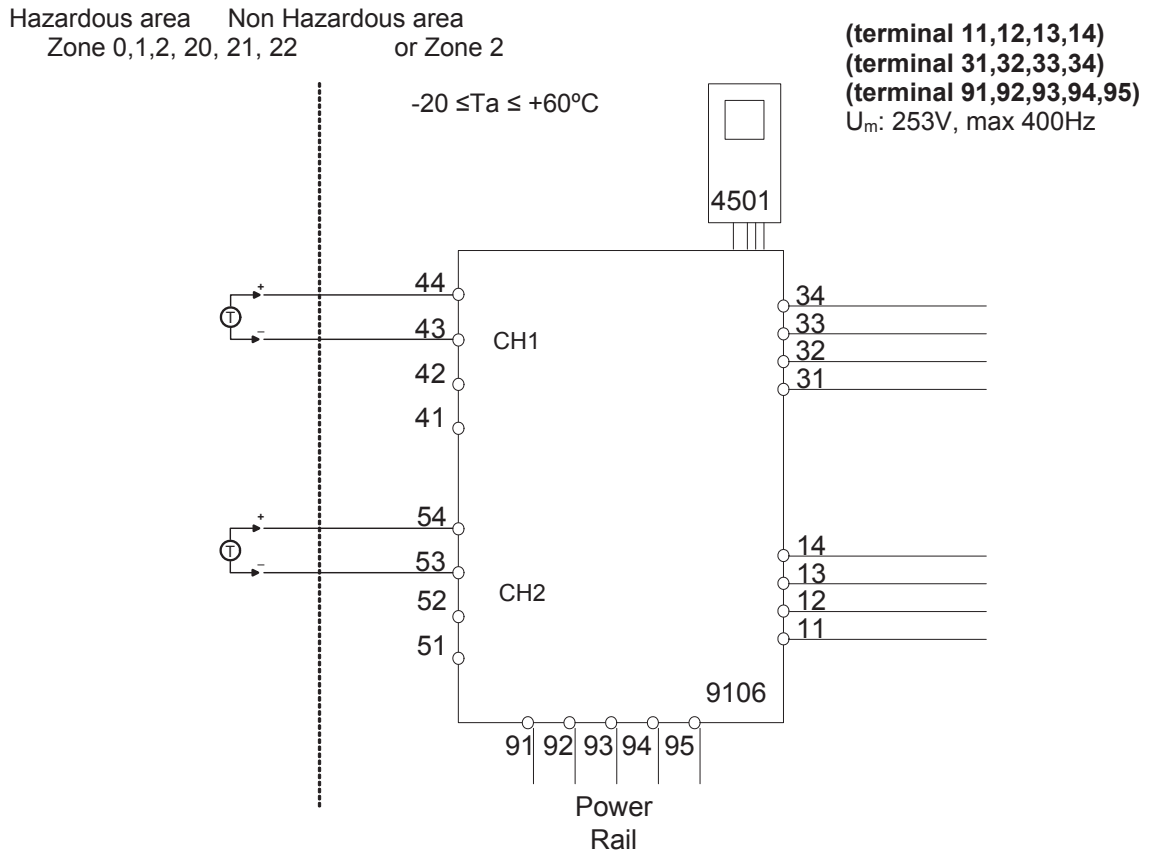 Hazardous area Non Hazardous area
Zone 0,1,2, 20, 21, 22 or Zone 2
(terminal 11,12,13,14)
(terminal 31,32,33,34)
(terminal 91,92,93,94,95)
Um: 253V, max 400Hz
-20 ≤Ta ≤ +60ºC
4501
44
43
42
41
CH1
34
33
32
31
54
53
52
51
CH2
14
13
12
11
9106
91 92 93 94 95
Power
Rail
+
T
–
+
T
–